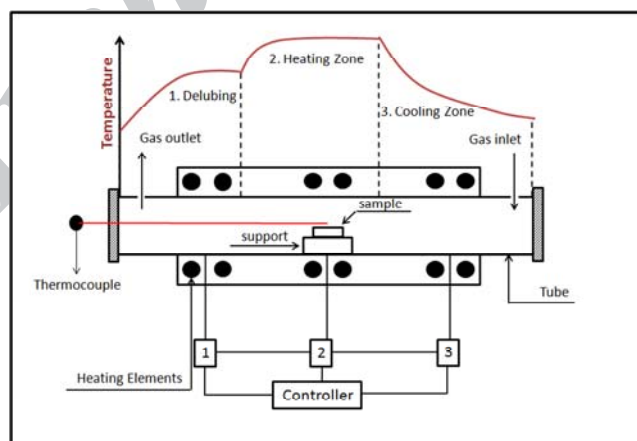 Temperature
2. Heating Zone
1. Delubing
3. Cooling Zone
Gas outlet
Gas inlet
sample
support
Thermocouple
Tube
1
2
3
Heating Elements
Controller